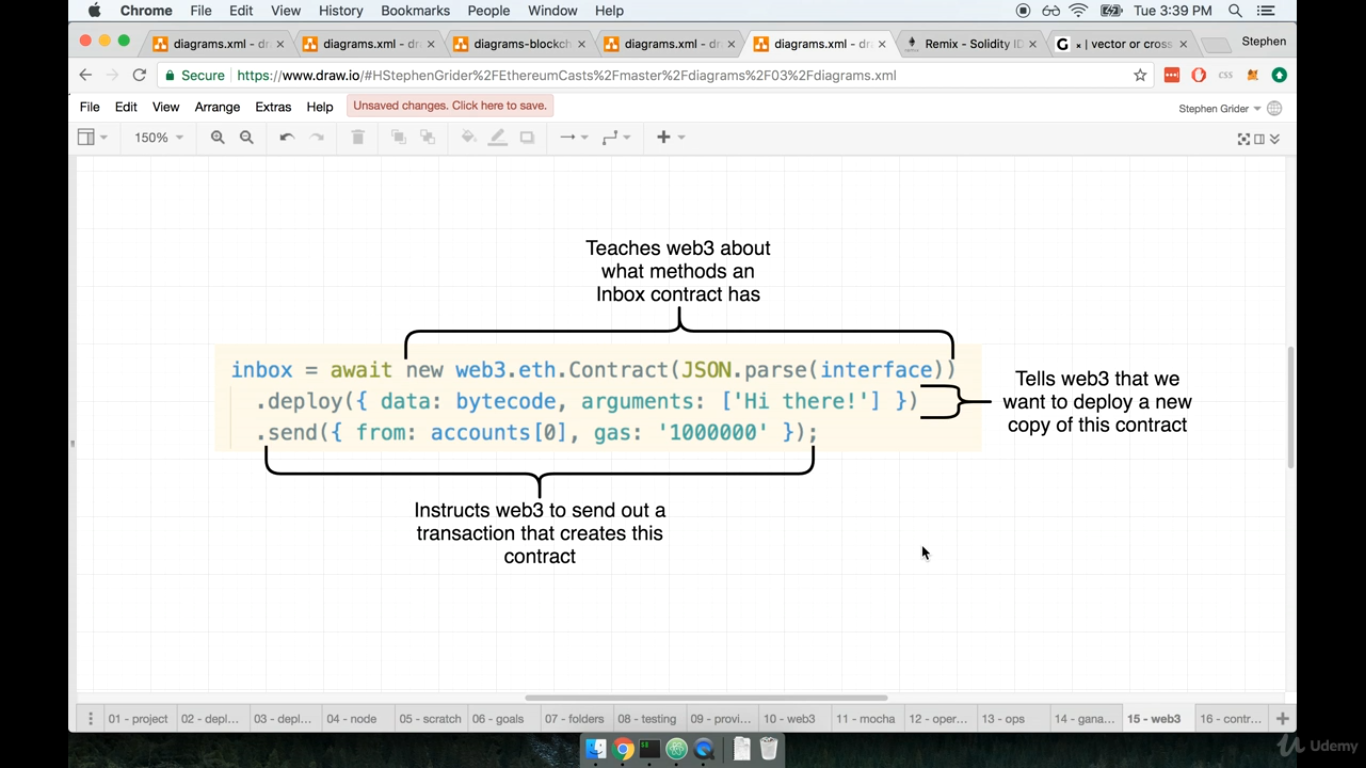 Chrome File Edit View History Bookmarks People Window Help Tue 3:39 PM
diagrams.xml - dr diagrams.xml - dr diagrams-blockch diagrams.xml - dr diagrams.xml - dr Remix - Solidity ID × | vector or cross Stephen
Secure https://www.draw.io/#HStephenGrider%2FEthereumCasts%2Fmaster%2Fdiagrams%2F03%2Fdiagrams.xml
File Edit View Arrange Extras Help Unsaved changes. Click here to save. Stephen Grider
150%
Teaches web3 about
what methods an
Inbox contract has
inbox = await new web3.eth.Contract(JSON.parse(interface))
.deploy({ data: bytecode, arguments: ['Hi there!'] })
.send({ from: accounts[0], gas: '1000000' });
Tells web3 that we
want to deploy a new
copy of this contract
Instructs web3 to send out a
transaction that creates this
contract
01 - project 02 - depl... 03 - depl... 04 - node 05 - scratch 06 - goals 07 - folders 08 - testing 09 - provi... 10 - web3 11 - mocha 12 - oper... 13 - ops 14 - gana... 15 - web3 16 - contr...
Udemy